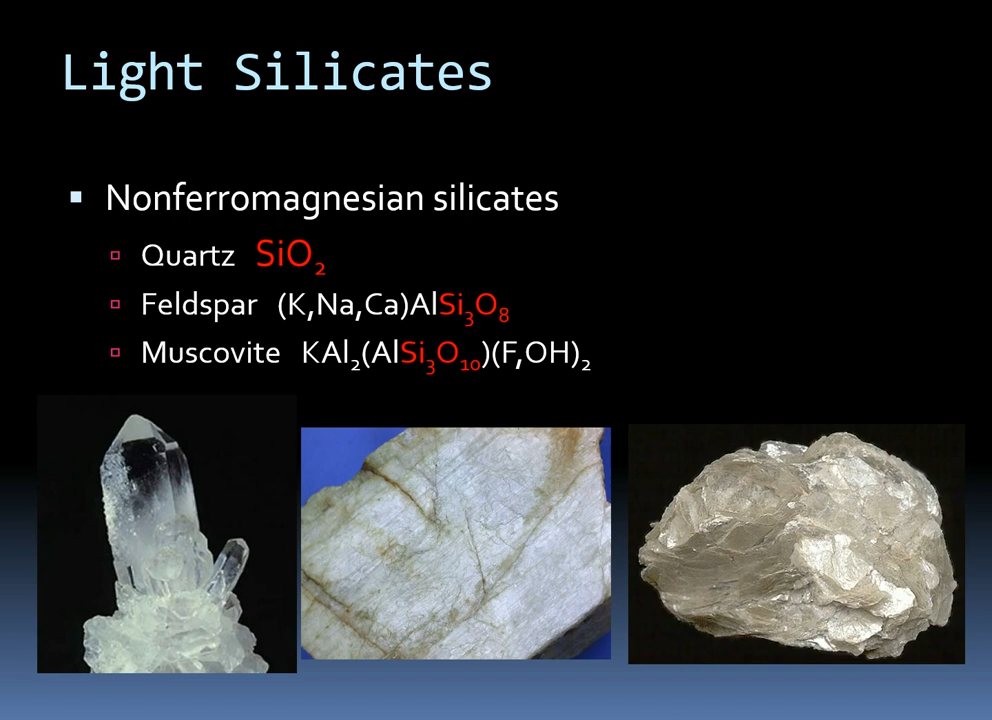 Light Silicates
Nonferromagnesian silicates
Quartz SiO₂
Feldspar (K,Na,Ca)AlSi₃O₈
Muscovite KAl₂(AlSi₃O₁₀)(F,OH)₂